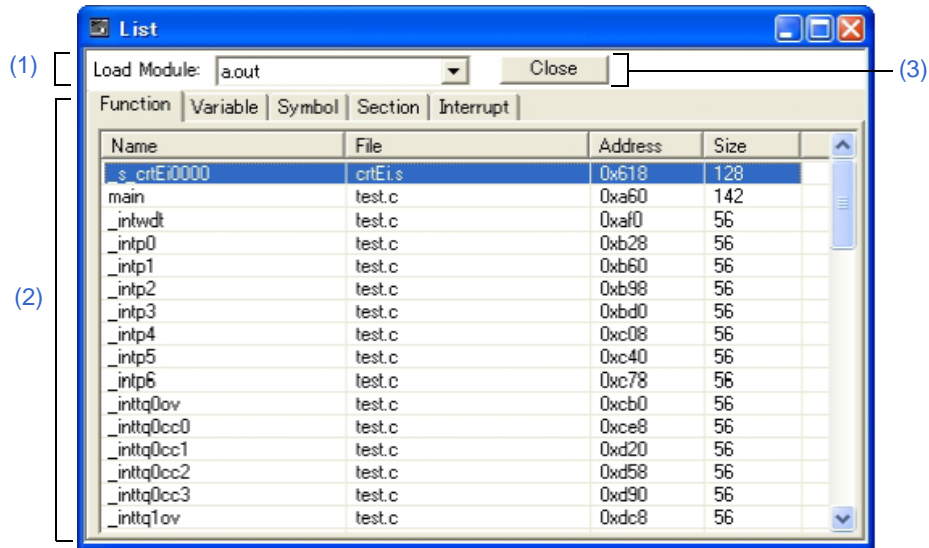 List
(1) Load Module: a.out Close (3)
Function Variable Symbol Section Interrupt
(2)
Name File Address Size
_s_crtEi0000 crtEi.s 0x618 128
main test.c 0xa60 142
_intwdt test.c 0xaf0 56
_intp0 test.c 0xb28 56
_intp1 test.c 0xb60 56
_intp2 test.c 0xb98 56
_intp3 test.c 0xbd0 56
_intp4 test.c 0xc08 56
_intp5 test.c 0xc40 56
_intp6 test.c 0xc78 56
_inttq0ov test.c 0xcb0 56
_inttq0cc0 test.c 0xce8 56
_inttq0cc1 test.c 0xd20 56
_inttq0cc2 test.c 0xd58 56
_inttq0cc3 test.c 0xd90 56
_inttq1ov test.c 0xdc8 56